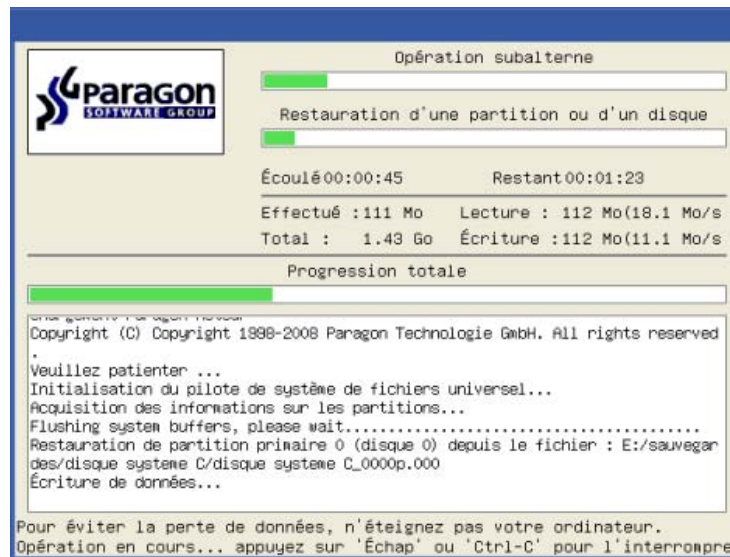 Paragon
SOFTWARE GROUP
Opération subalterne
Restauration d'une partition ou d'un disque
Écoulé 00:00:45 Restant 00:01:23
Effectué : 111 Mo Lecture : 112 Mo(18.1 Mo/s
Total : 1.43 Go Écriture : 112 Mo(11.1 Mo/s
Progression totale
Copyright (C) Copyright 1998-2008 Paragon Technologie GmbH. All rights reserved
.
Veuillez patienter ...
Initialisation du pilote de système de fichiers universel...
Acquisition des informations sur les partitions...
Flushing system buffers, please wait..........................................
Restauration de partition primaire 0 (disque 0) depuis le fichier : E:/sauvegar
des/disque systeme C/disque systeme C_0000p.000
Écriture de données...
Pour éviter la perte de données, n'éteignez pas votre ordinateur.
Opération en cours... appuyez sur 'Échap' ou 'Ctrl-C' pour l'interrompre